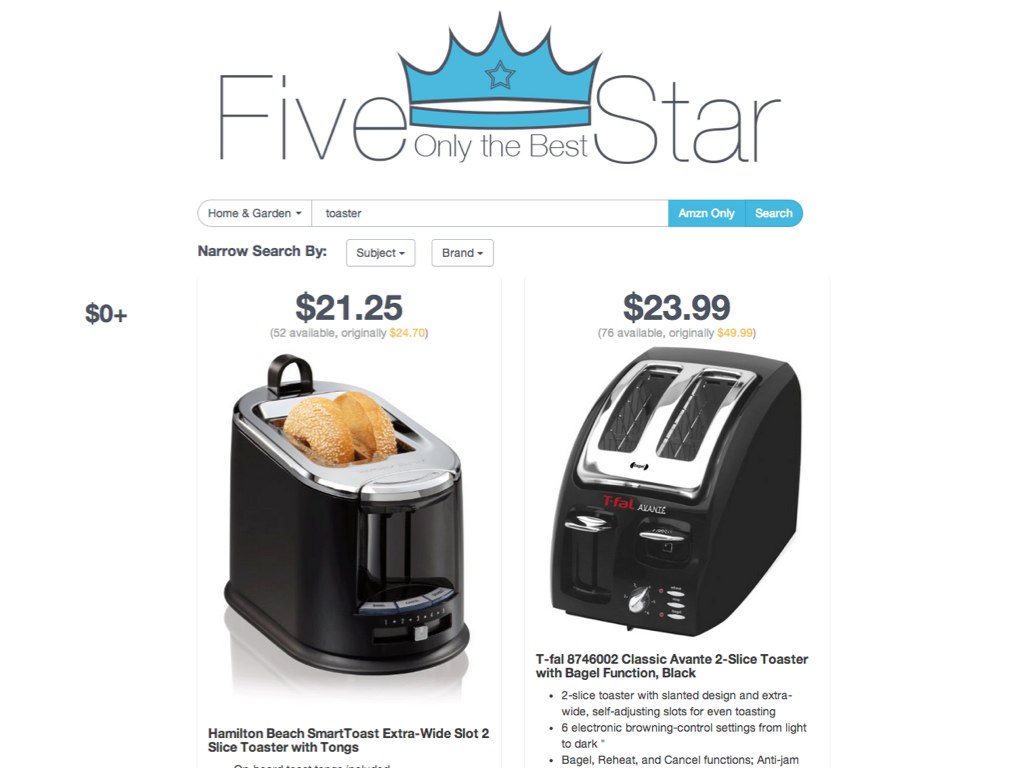 Five Star
Only the Best
Home & Garden
toaster
Amzn Only
Search
Narrow Search By:
Subject
Brand
$0+
$21.25
(52 available, originally $24.70)
Hamilton Beach SmartToast Extra-Wide Slot 2
Slice Toaster with Tongs
$23.99
(76 available, originally $49.99)
Bagel
T-fal AVANTÉ
T-fal 8746002 Classic Avante 2-Slice Toaster
with Bagel Function, Black
• 2-slice toaster with slanted design and extra-
wide, self-adjusting slots for even toasting
• 6 electronic browning-control settings from light
to dark "
• Bagel, Reheat, and Cancel functions; Anti-jam